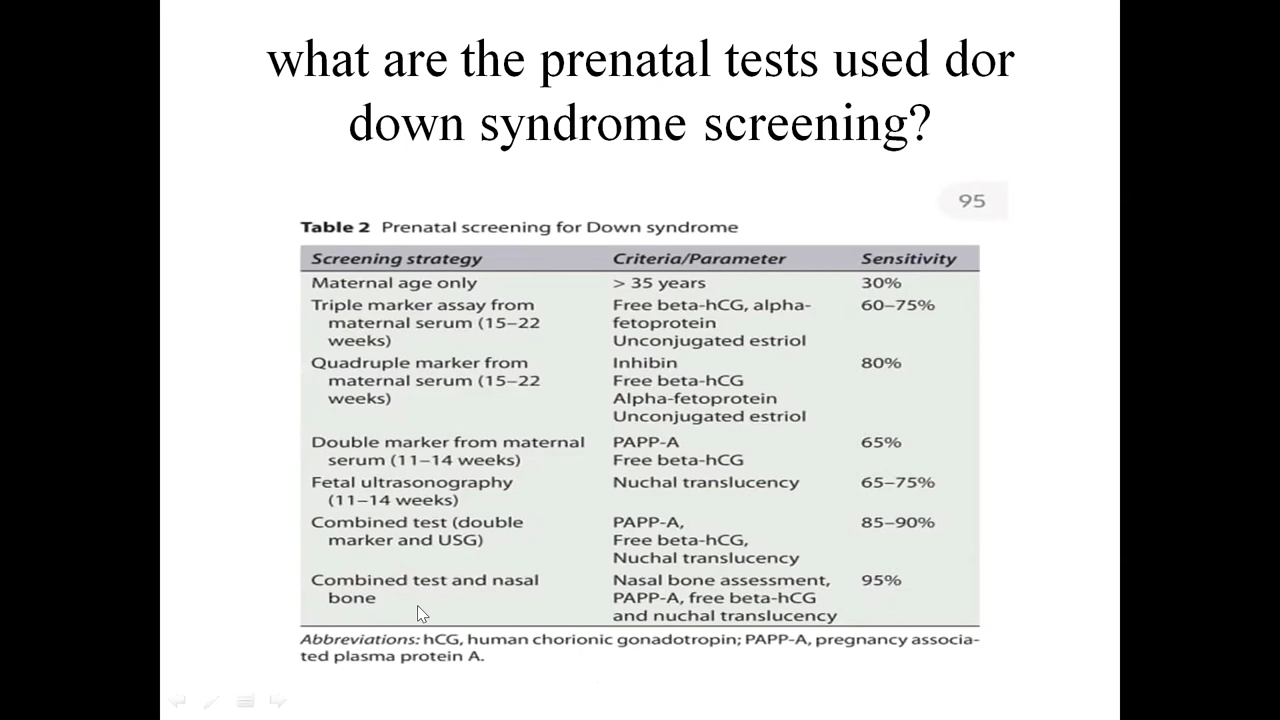 what are the prenatal tests used dor
down syndrome screening?
95
Table 2 Prenatal screening for Down syndrome
Screening strategy Criteria/Parameter Sensitivity
Maternal age only > 35 years 30%
Triple marker assay from Free beta-hCG, alpha- 60–75%
maternal serum (15–22 fetoprotein
weeks) Unconjugated estriol
Quadruple marker from Inhibin 80%
maternal serum (15–22 Free beta-hCG
weeks) Alpha-fetoprotein
Unconjugated estriol
Double marker from maternal PAPP-A 65%
serum (11–14 weeks) Free beta-hCG
Fetal ultrasonography Nuchal translucency 65–75%
(11–14 weeks)
Combined test (double PAPP-A, 85–90%
marker and USG) Free beta-hCG,
Nuchal translucency
Combined test and nasal Nasal bone assessment, 95%
bone PAPP-A, free beta-hCG
and nuchal translucency
Abbreviations: hCG, human chorionic gonadotropin; PAPP-A, pregnancy associa-
ted plasma protein A.